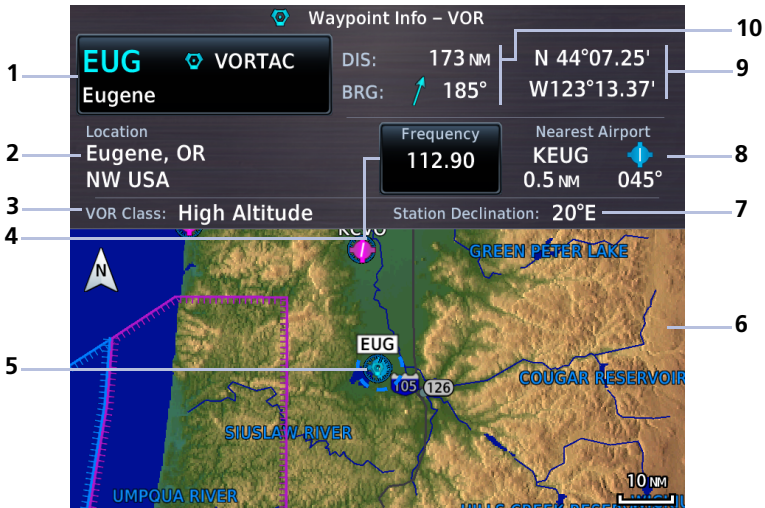 Waypoint Info – VOR
EUG VORTAC
Eugene
DIS: 173 NM
BRG: 185°
N 44°07.25'
W123°13.37'
Location
Eugene, OR
NW USA
Frequency
112.90
Nearest Airport
KEUG
0.5 NM 045°
VOR Class: High Altitude
Station Declination: 20°E
KCVO
N
GREEN PETER LAKE
EUG
105
126
COUGAR RESERVOIR
SIUSLAW RIVER
UMPQUA RIVER
10 NM
1
2
3
4
5
6
7
8
9
10